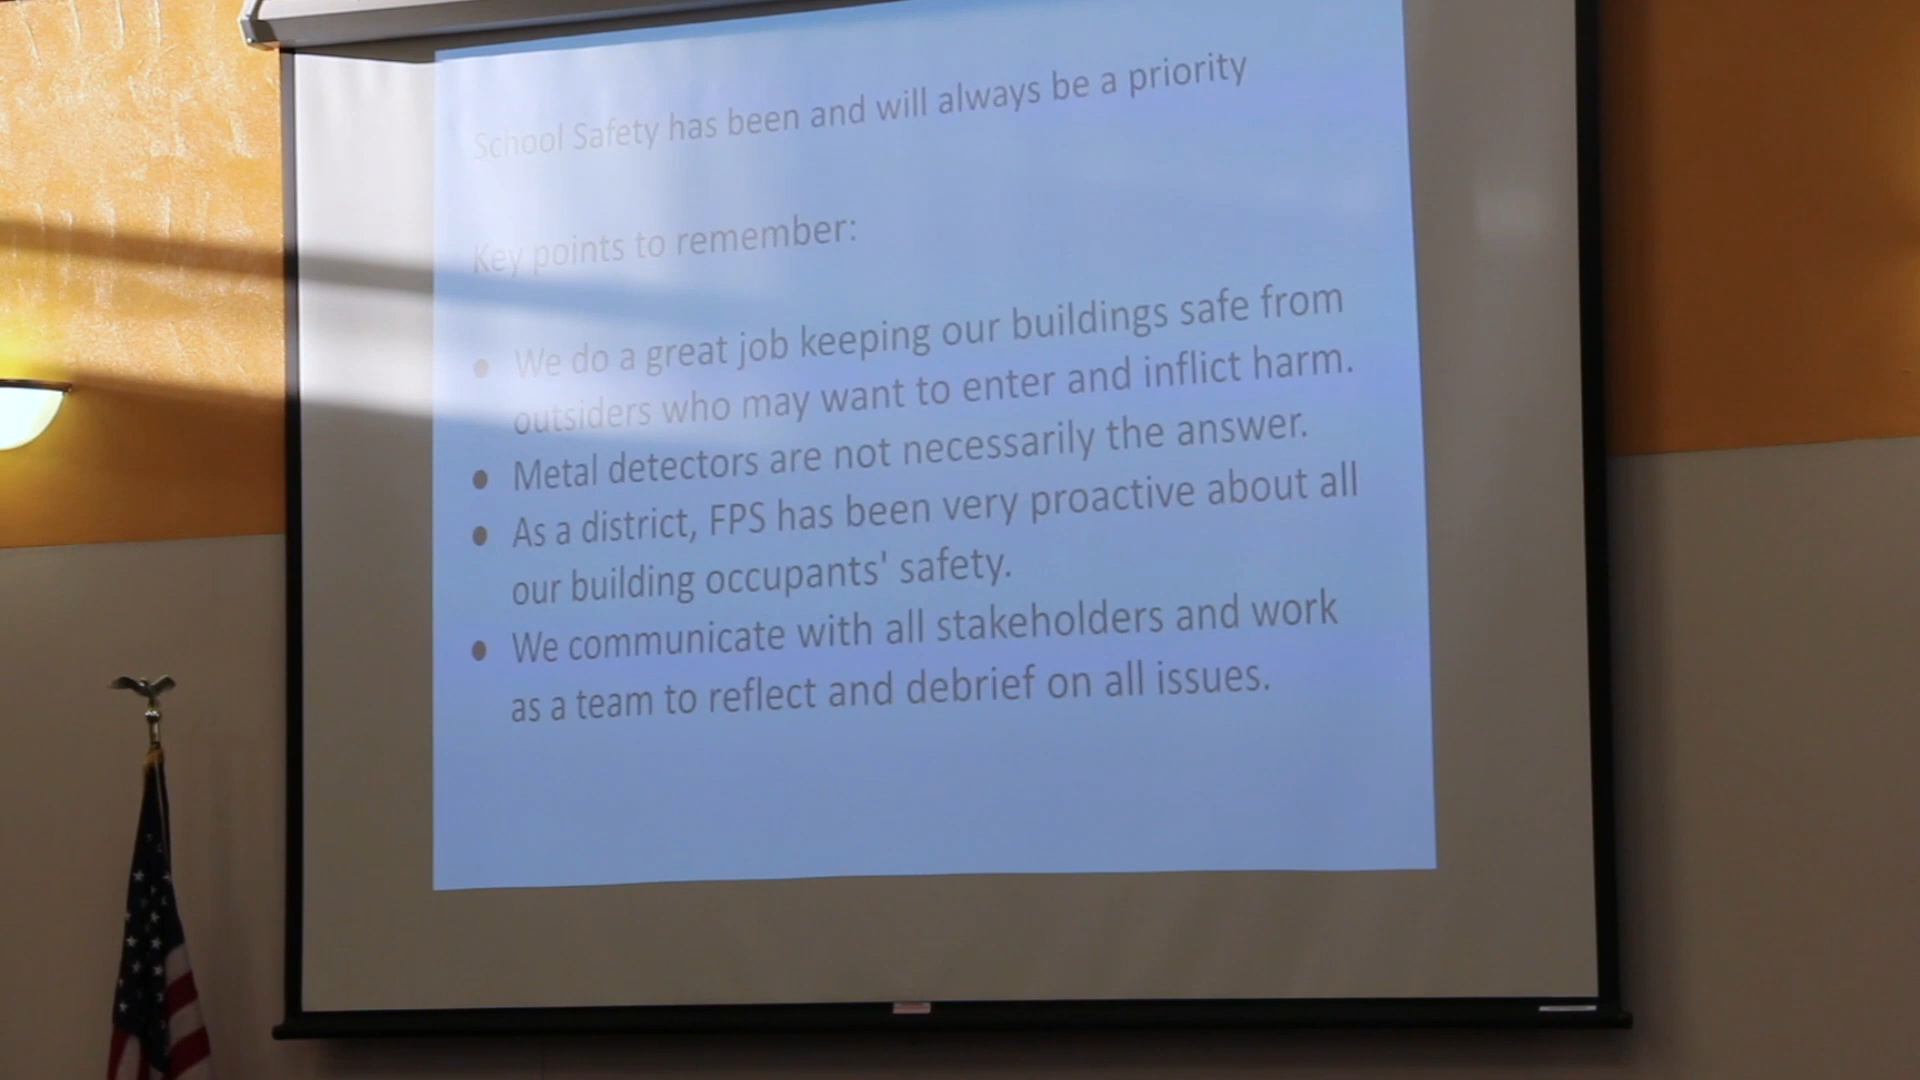 School Safety has been and will always be a priority
Key points to remember:
● We do a great job keeping our buildings safe from
outsiders who may want to enter and inflict harm.
● Metal detectors are not necessarily the answer.
● As a district, FPS has been very proactive about all
our building occupants' safety.
● We communicate with all stakeholders and work
as a team to reflect and debrief on all issues.